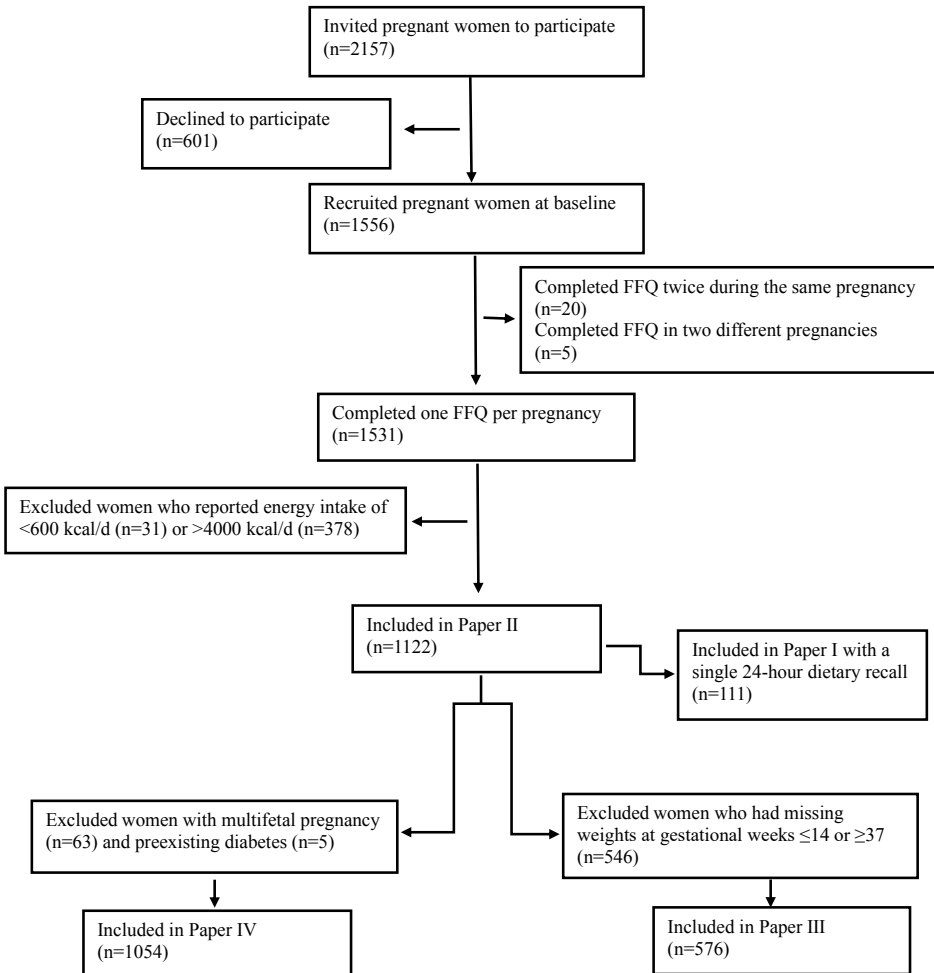 Invited pregnant women to participate
(n=2157)
Declined to participate
(n=601)
Recruited pregnant women at baseline
(n=1556)
Completed FFQ twice during the same pregnancy
(n=20)
Completed FFQ in two different pregnancies
(n=5)
Completed one FFQ per pregnancy
(n=1531)
Excluded women who reported energy intake of
<600 kcal/d (n=31) or >4000 kcal/d (n=378)
Included in Paper II
(n=1122)
Included in Paper I with a
single 24-hour dietary recall
(n=111)
Excluded women with multifetal pregnancy
(n=63) and preexisting diabetes (n=5)
Excluded women who had missing
weights at gestational weeks ≤14 or ≥37
(n=546)
Included in Paper IV
(n=1054)
Included in Paper III
(n=576)